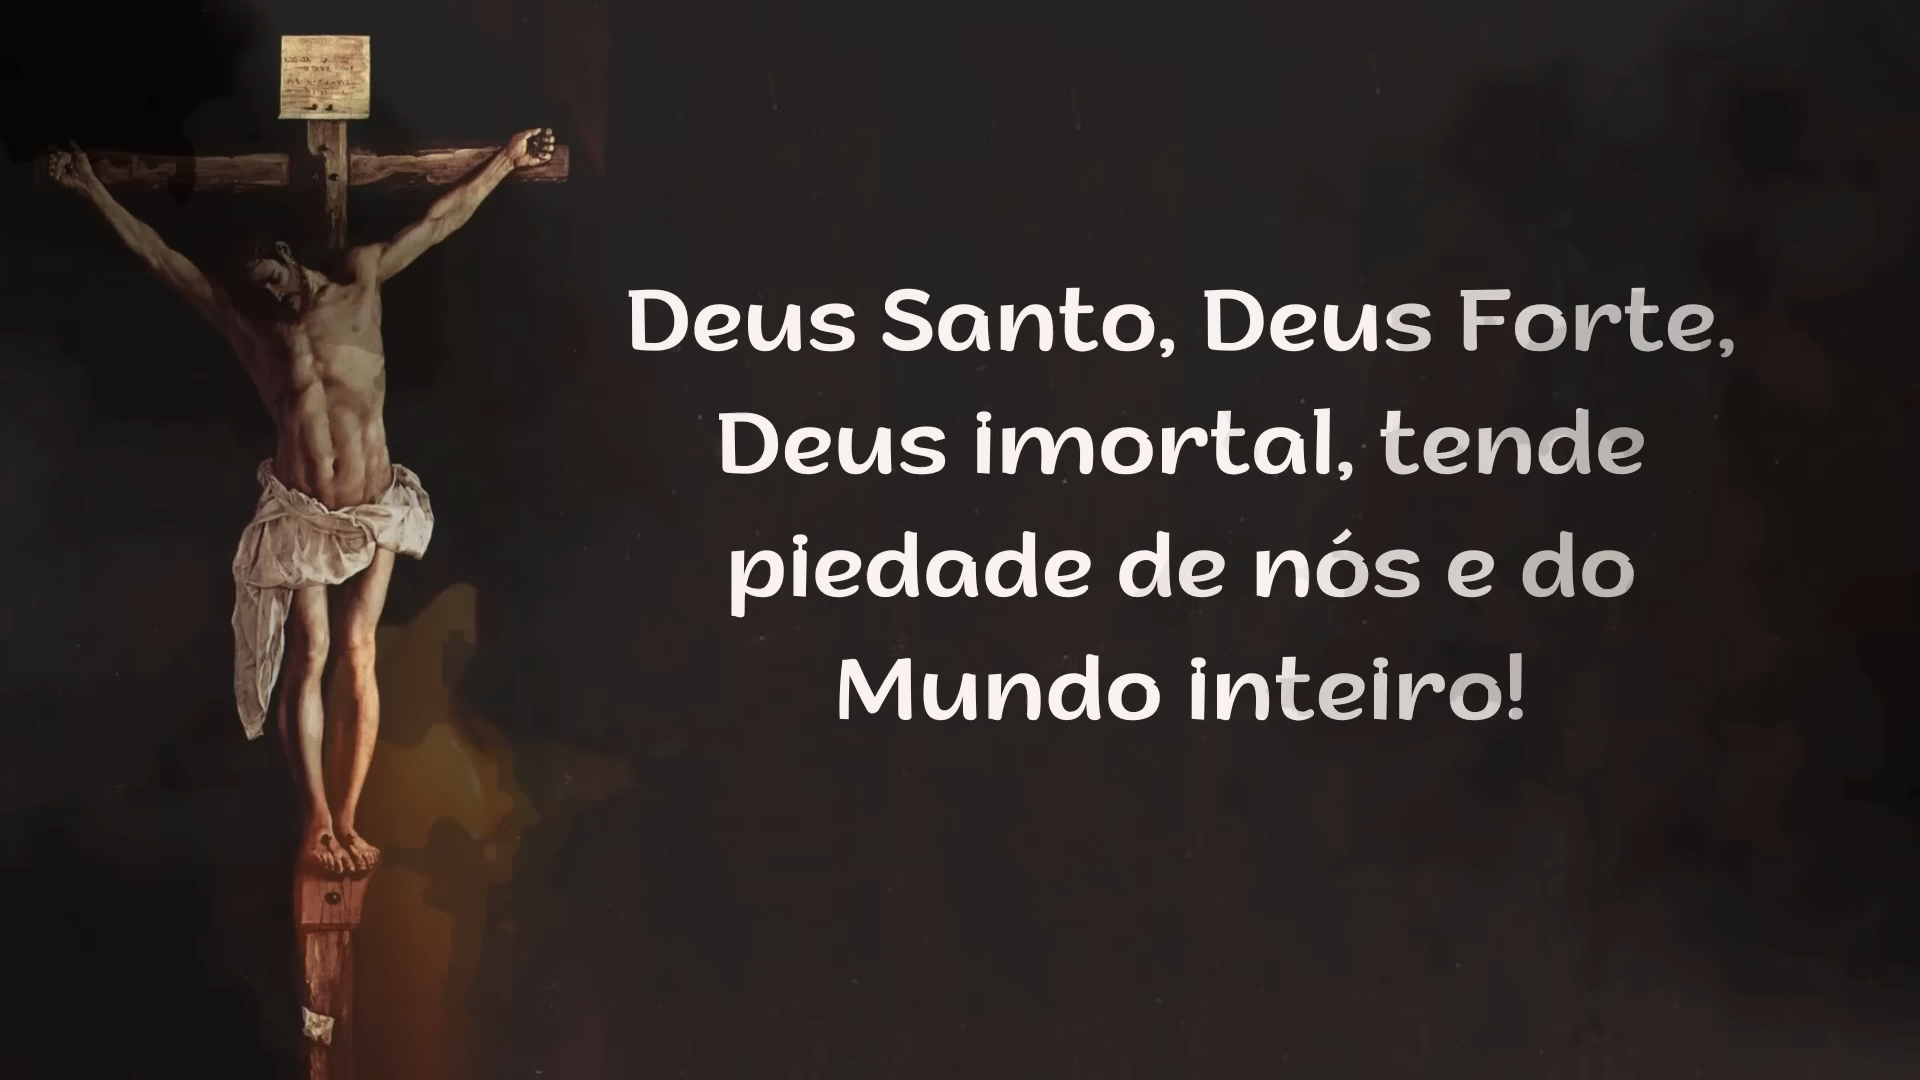 Deus Santo, Deus Forte,
Deus imortal, tende
piedade de nós e do
Mundo inteiro!